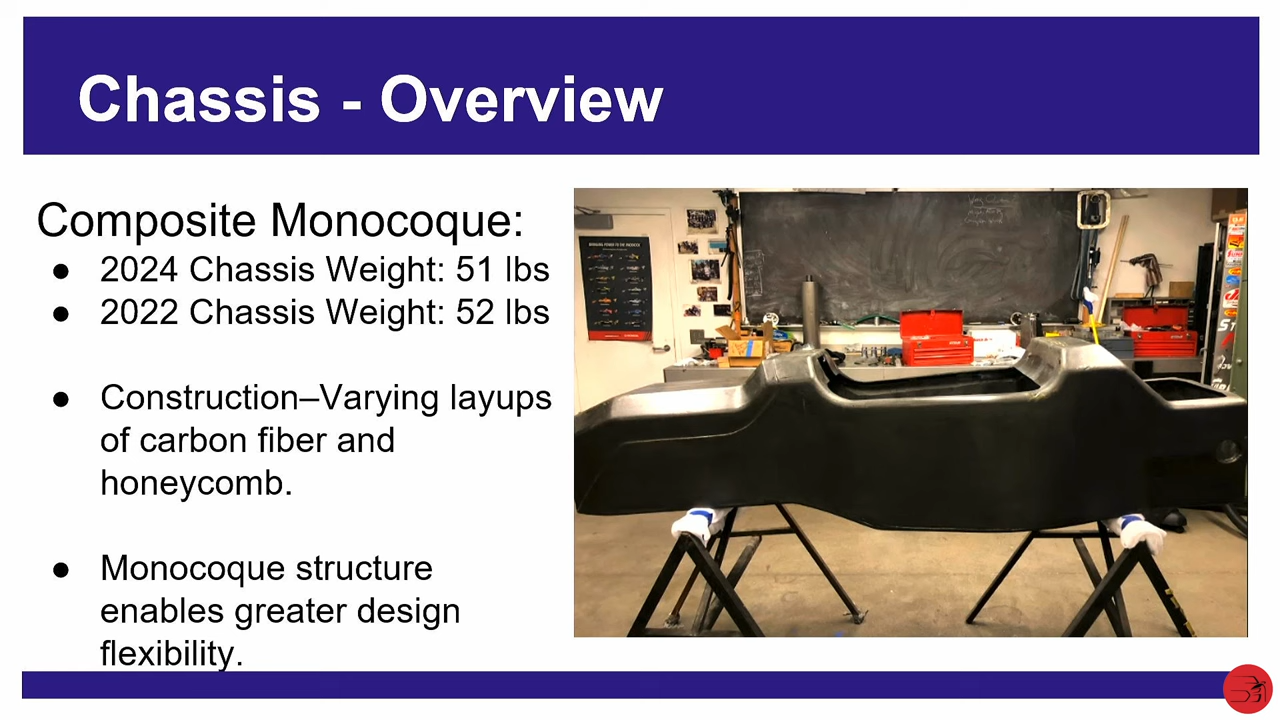 Chassis - Overview
Composite Monocoque:
● 2024 Chassis Weight: 51 lbs
● 2022 Chassis Weight: 52 lbs
● Construction–Varying layups
of carbon fiber and
honeycomb.
● Monocoque structure
enables greater design
flexibility.